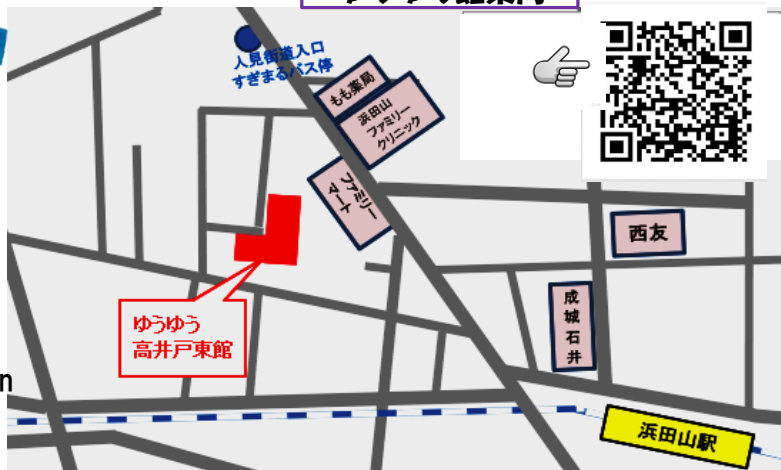 人見街道入口
すぎまるバス停
もも薬局
浜田山
ファミリー
クリニック
ファミリー
マート
西友
成城石井
ゆうゆう
高井戸東館
n
浜田山駅